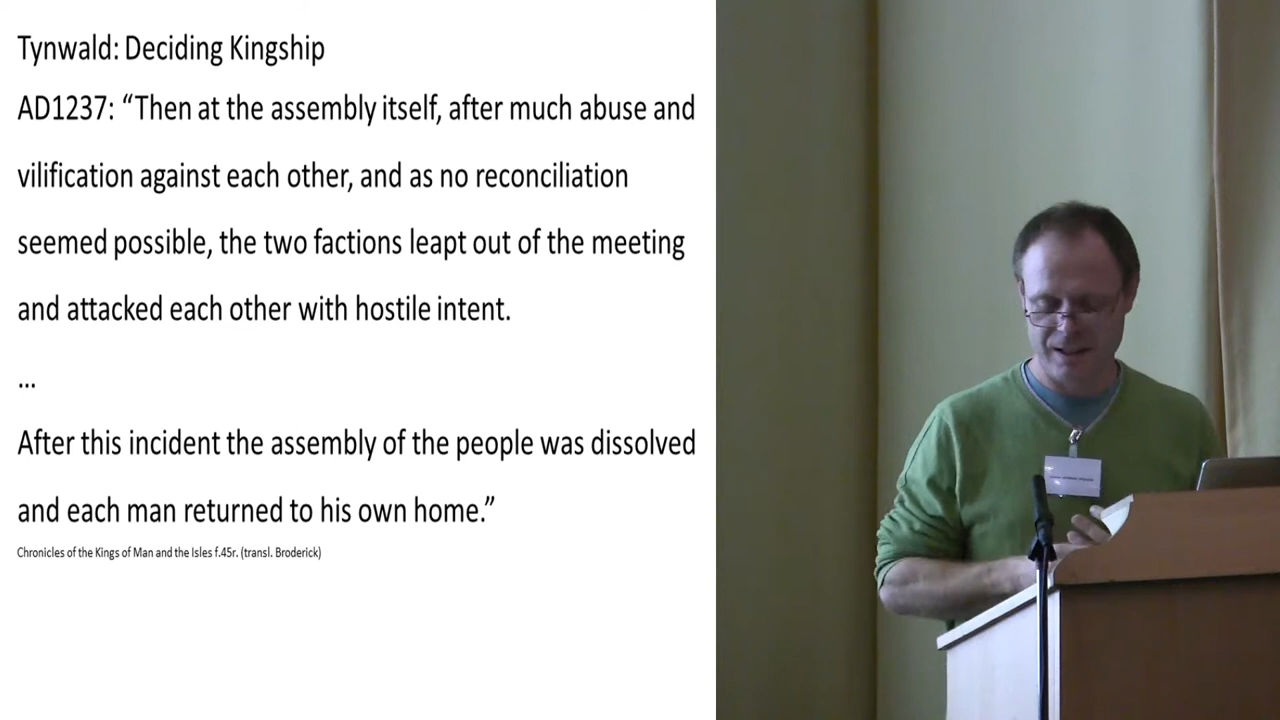 Tynwald: Deciding Kingship
AD1237: “Then at the assembly itself, after much abuse and
vilification against each other, and as no reconciliation
seemed possible, the two factions leapt out of the meeting
and attacked each other with hostile intent.
...
After this incident the assembly of the people was dissolved
and each man returned to his own home.”
Chronicles of the Kings of Man and the Isles f.45r. (transl. Broderick)